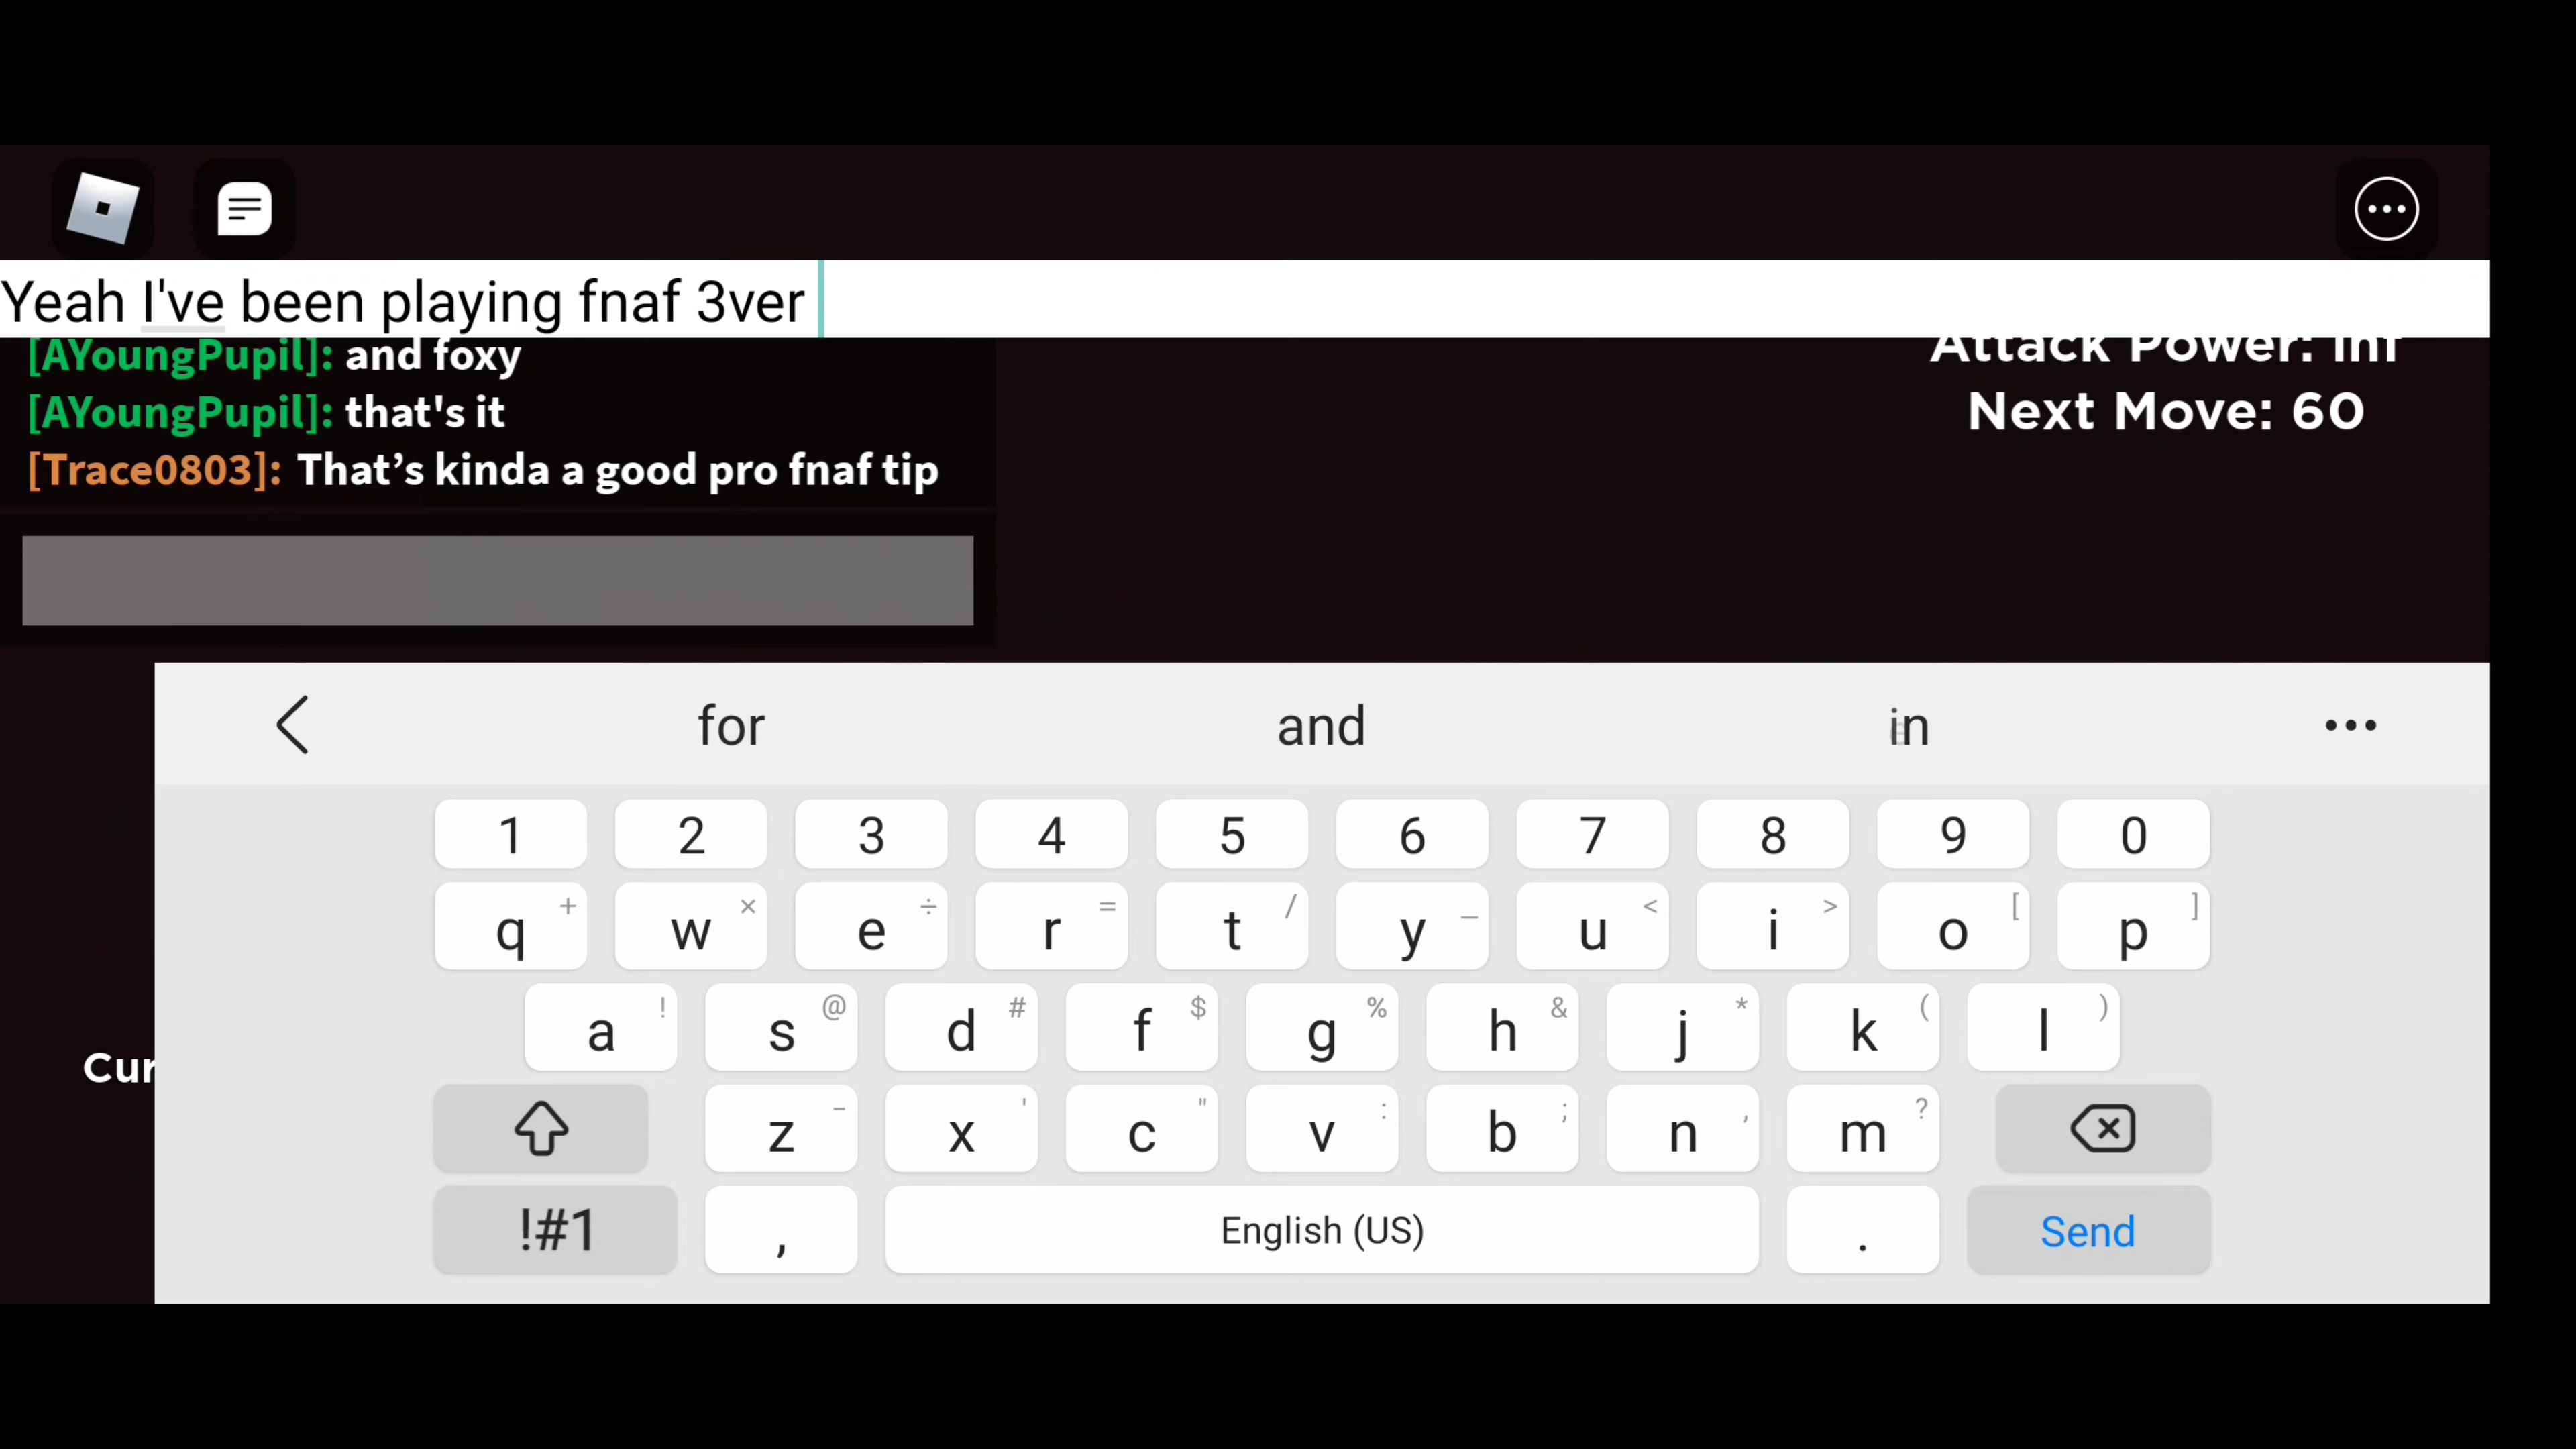 Yeah I've been playing fnaf 3ver
[AYoungPupil]: and foxy
[AYoungPupil]: that's it
[Trace0803]: That’s kinda a good pro fnaf tip
Attack Power: inf
Next Move: 60
for and in
1 2 3 4 5 6 7 8 9 0
q + w × e ÷ r = t / y _ u < i > o [ p ]
a ! s @ d # f $ g % h & j * k ( l )
Cur
z - x ' c " v : b ; n , m ?
!#1 , English (US) . Send